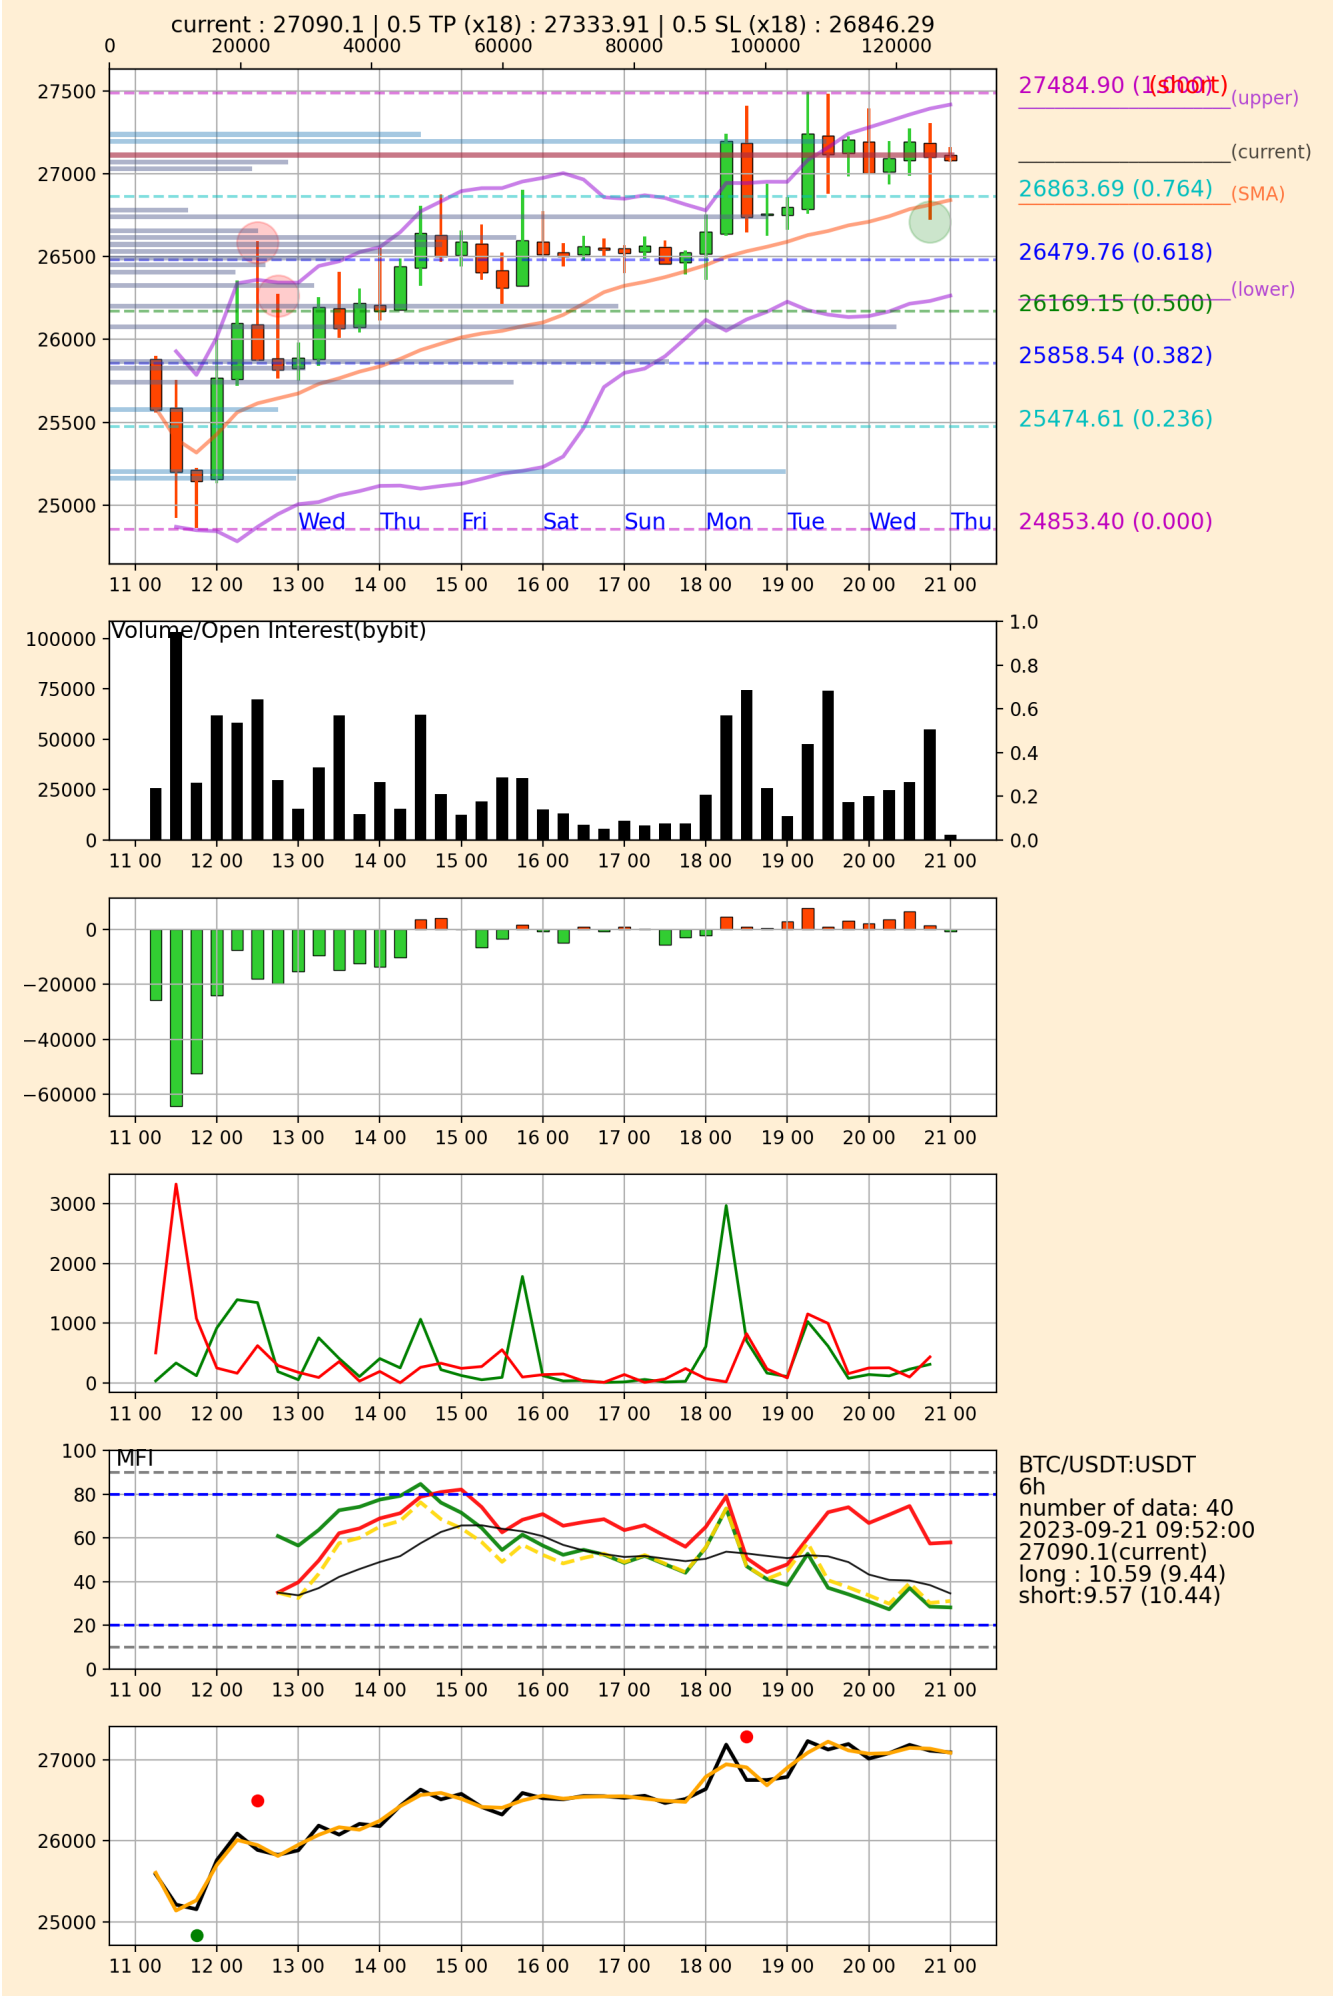 current : 27090.1 | 0.5 TP (x18) : 27333.91 | 0.5 SL (x18) : 26846.29
0 20000 40000 60000 80000 100000 120000
27500
27000
26500
26000
25500
25000
27484.90 (1.000)
(short)
(upper)
(current)
26863.69 (0.764)
(SMA)
26479.76 (0.618)
(lower)
26169.15 (0.500)
25858.54 (0.382)
25474.61 (0.236)
24853.40 (0.000)
Wed Thu Fri Sat Sun Mon Tue Wed Thu
11 00 12 00 13 00 14 00 15 00 16 00 17 00 18 00 19 00 20 00 21 00
Volume/Open Interest(bybit)
100000
75000
50000
25000
0
1.0
0.8
0.6
0.4
0.2
0.0
11 00 12 00 13 00 14 00 15 00 16 00 17 00 18 00 19 00 20 00 21 00
0
−20000
−40000
−60000
11 00 12 00 13 00 14 00 15 00 16 00 17 00 18 00 19 00 20 00 21 00
3000
2000
1000
0
11 00 12 00 13 00 14 00 15 00 16 00 17 00 18 00 19 00 20 00 21 00
MFI
100
80
60
40
20
0
11 00 12 00 13 00 14 00 15 00 16 00 17 00 18 00 19 00 20 00 21 00
BTC/USDT:USDT
6h
number of data: 40
2023-09-21 09:52:00
27090.1(current)
long : 10.59 (9.44)
short:9.57 (10.44)
27000
26000
25000
11 00 12 00 13 00 14 00 15 00 16 00 17 00 18 00 19 00 20 00 21 00